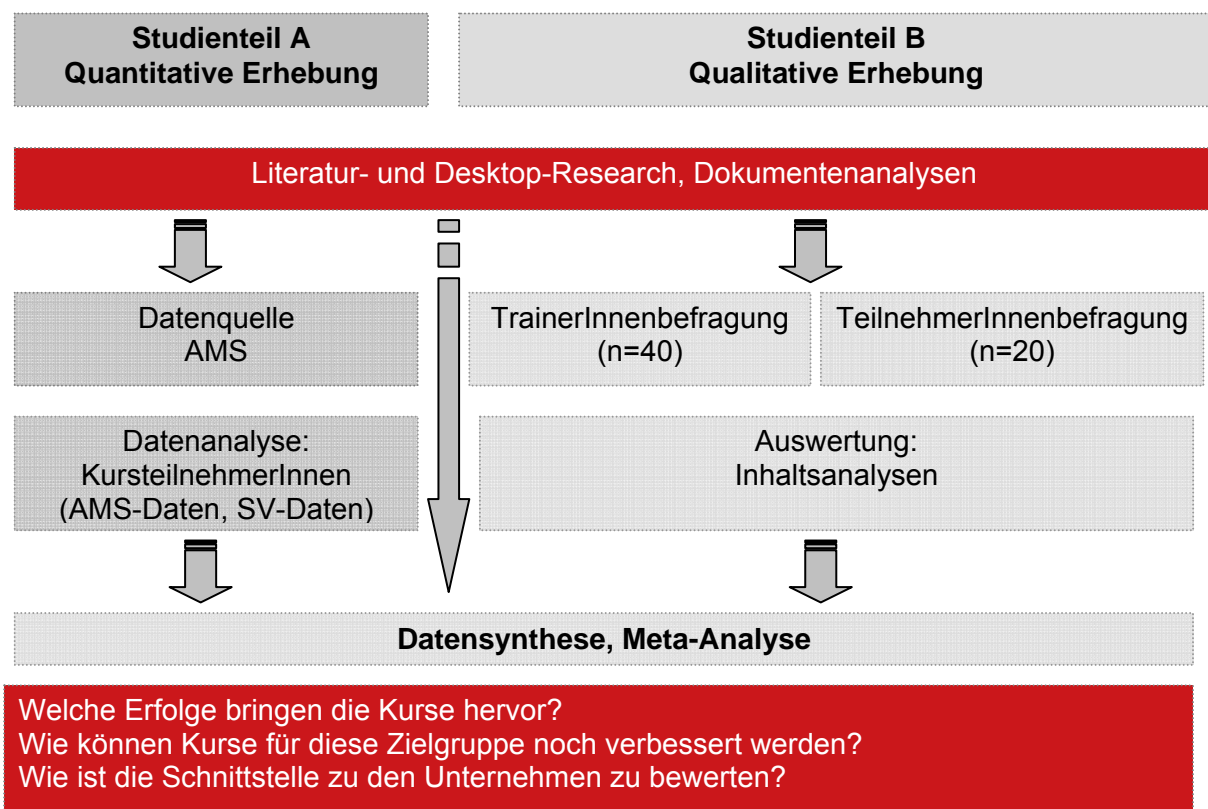 Studienteil A
Quantitative Erhebung
Studienteil B
Qualitative Erhebung
Literatur- und Desktop-Research, Dokumentenanalysen
Datenquelle
AMS
TrainerInnenbefragung
(n=40)
TeilnehmerInnenbefragung
(n=20)
Datenanalyse:
KursteilnehmerInnen
(AMS-Daten, SV-Daten)
Auswertung:
Inhaltsanalysen
Datensynthese, Meta-Analyse
Welche Erfolge bringen die Kurse hervor?
Wie können Kurse für diese Zielgruppe noch verbessert werden?
Wie ist die Schnittstelle zu den Unternehmen zu bewerten?